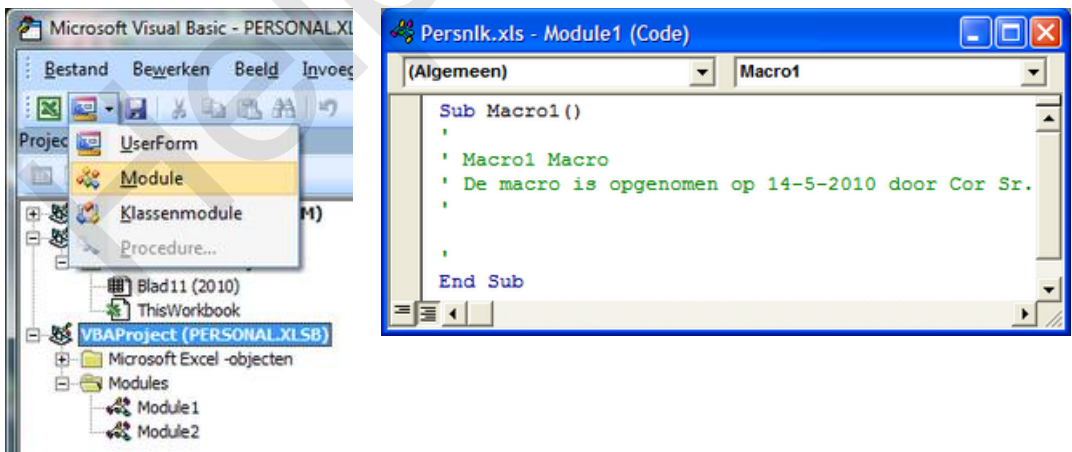 Microsoft Visual Basic - PERSONAL.XL
Bestand Bewerken Beeld Invoeg
Projec
UserForm
Module
Klassenmodule
M)
Procedure...
Blad11 (2010)
ThisWorkbook
VBAProject (PERSONAL.XLSB)
Microsoft Excel -objecten
Modules
Module1
Module2
Persnlk.xls - Module1 (Code)
(Algemeen) Macro1
Sub Macro1()
'
' Macro1 Macro
' De macro is opgenomen op 14-5-2010 door Cor Sr.
'
'
End Sub